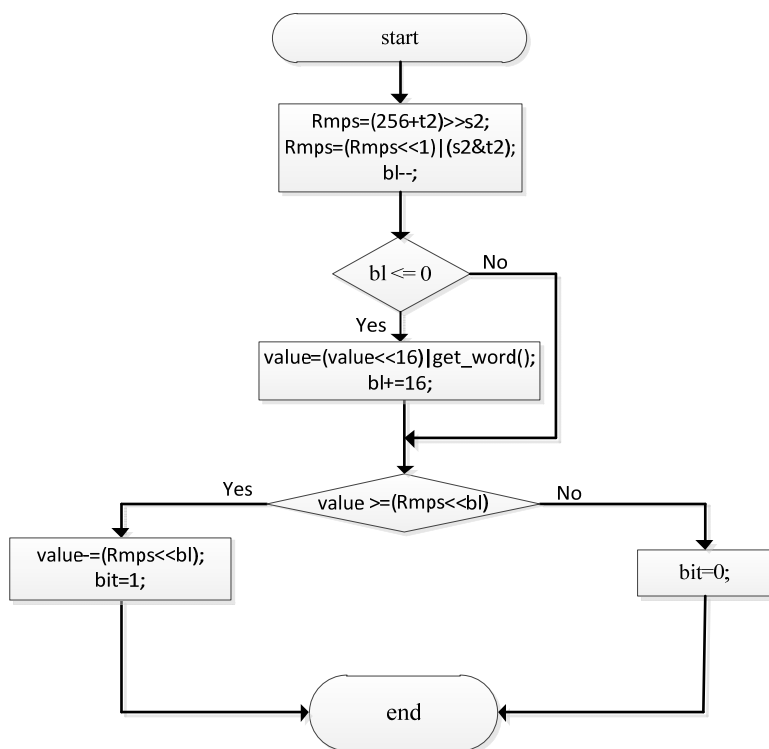 start
Rmps=(256+t2)>>s2;
Rmps=(Rmps<<1)|(s2&t2);
bl--;
bl <= 0
No
Yes
value=(value<<16)|get_word();
bl+=16;
Yes
value >=(Rmps<<bl)
No
value-=(Rmps<<bl);
bit=1;
bit=0;
end